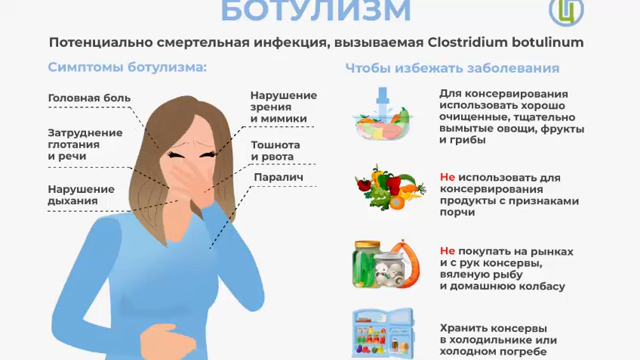 БОТУЛИЗМ
Потенциально смертельная инфекция, вызываемая Clostridium botulinum
Симптомы ботулизма:
Головная боль
Затруднение
глотания
и речи
Нарушение
дыхания
Нарушение
зрения
и мимики
Тошнота
и рвота
Паралич
Чтобы избежать заболевания
Для консервирования
использовать хорошо
очищенные, тщательно
вымытые овощи, фрукты
и грибы
Не использовать для
консервирования
продукты с признаками
порчи
Не покупать на рынках
и с рук консервы,
вяленую рыбу
и домашнюю колбасу
Хранить консервы
в холодильнике или
холодном погребе